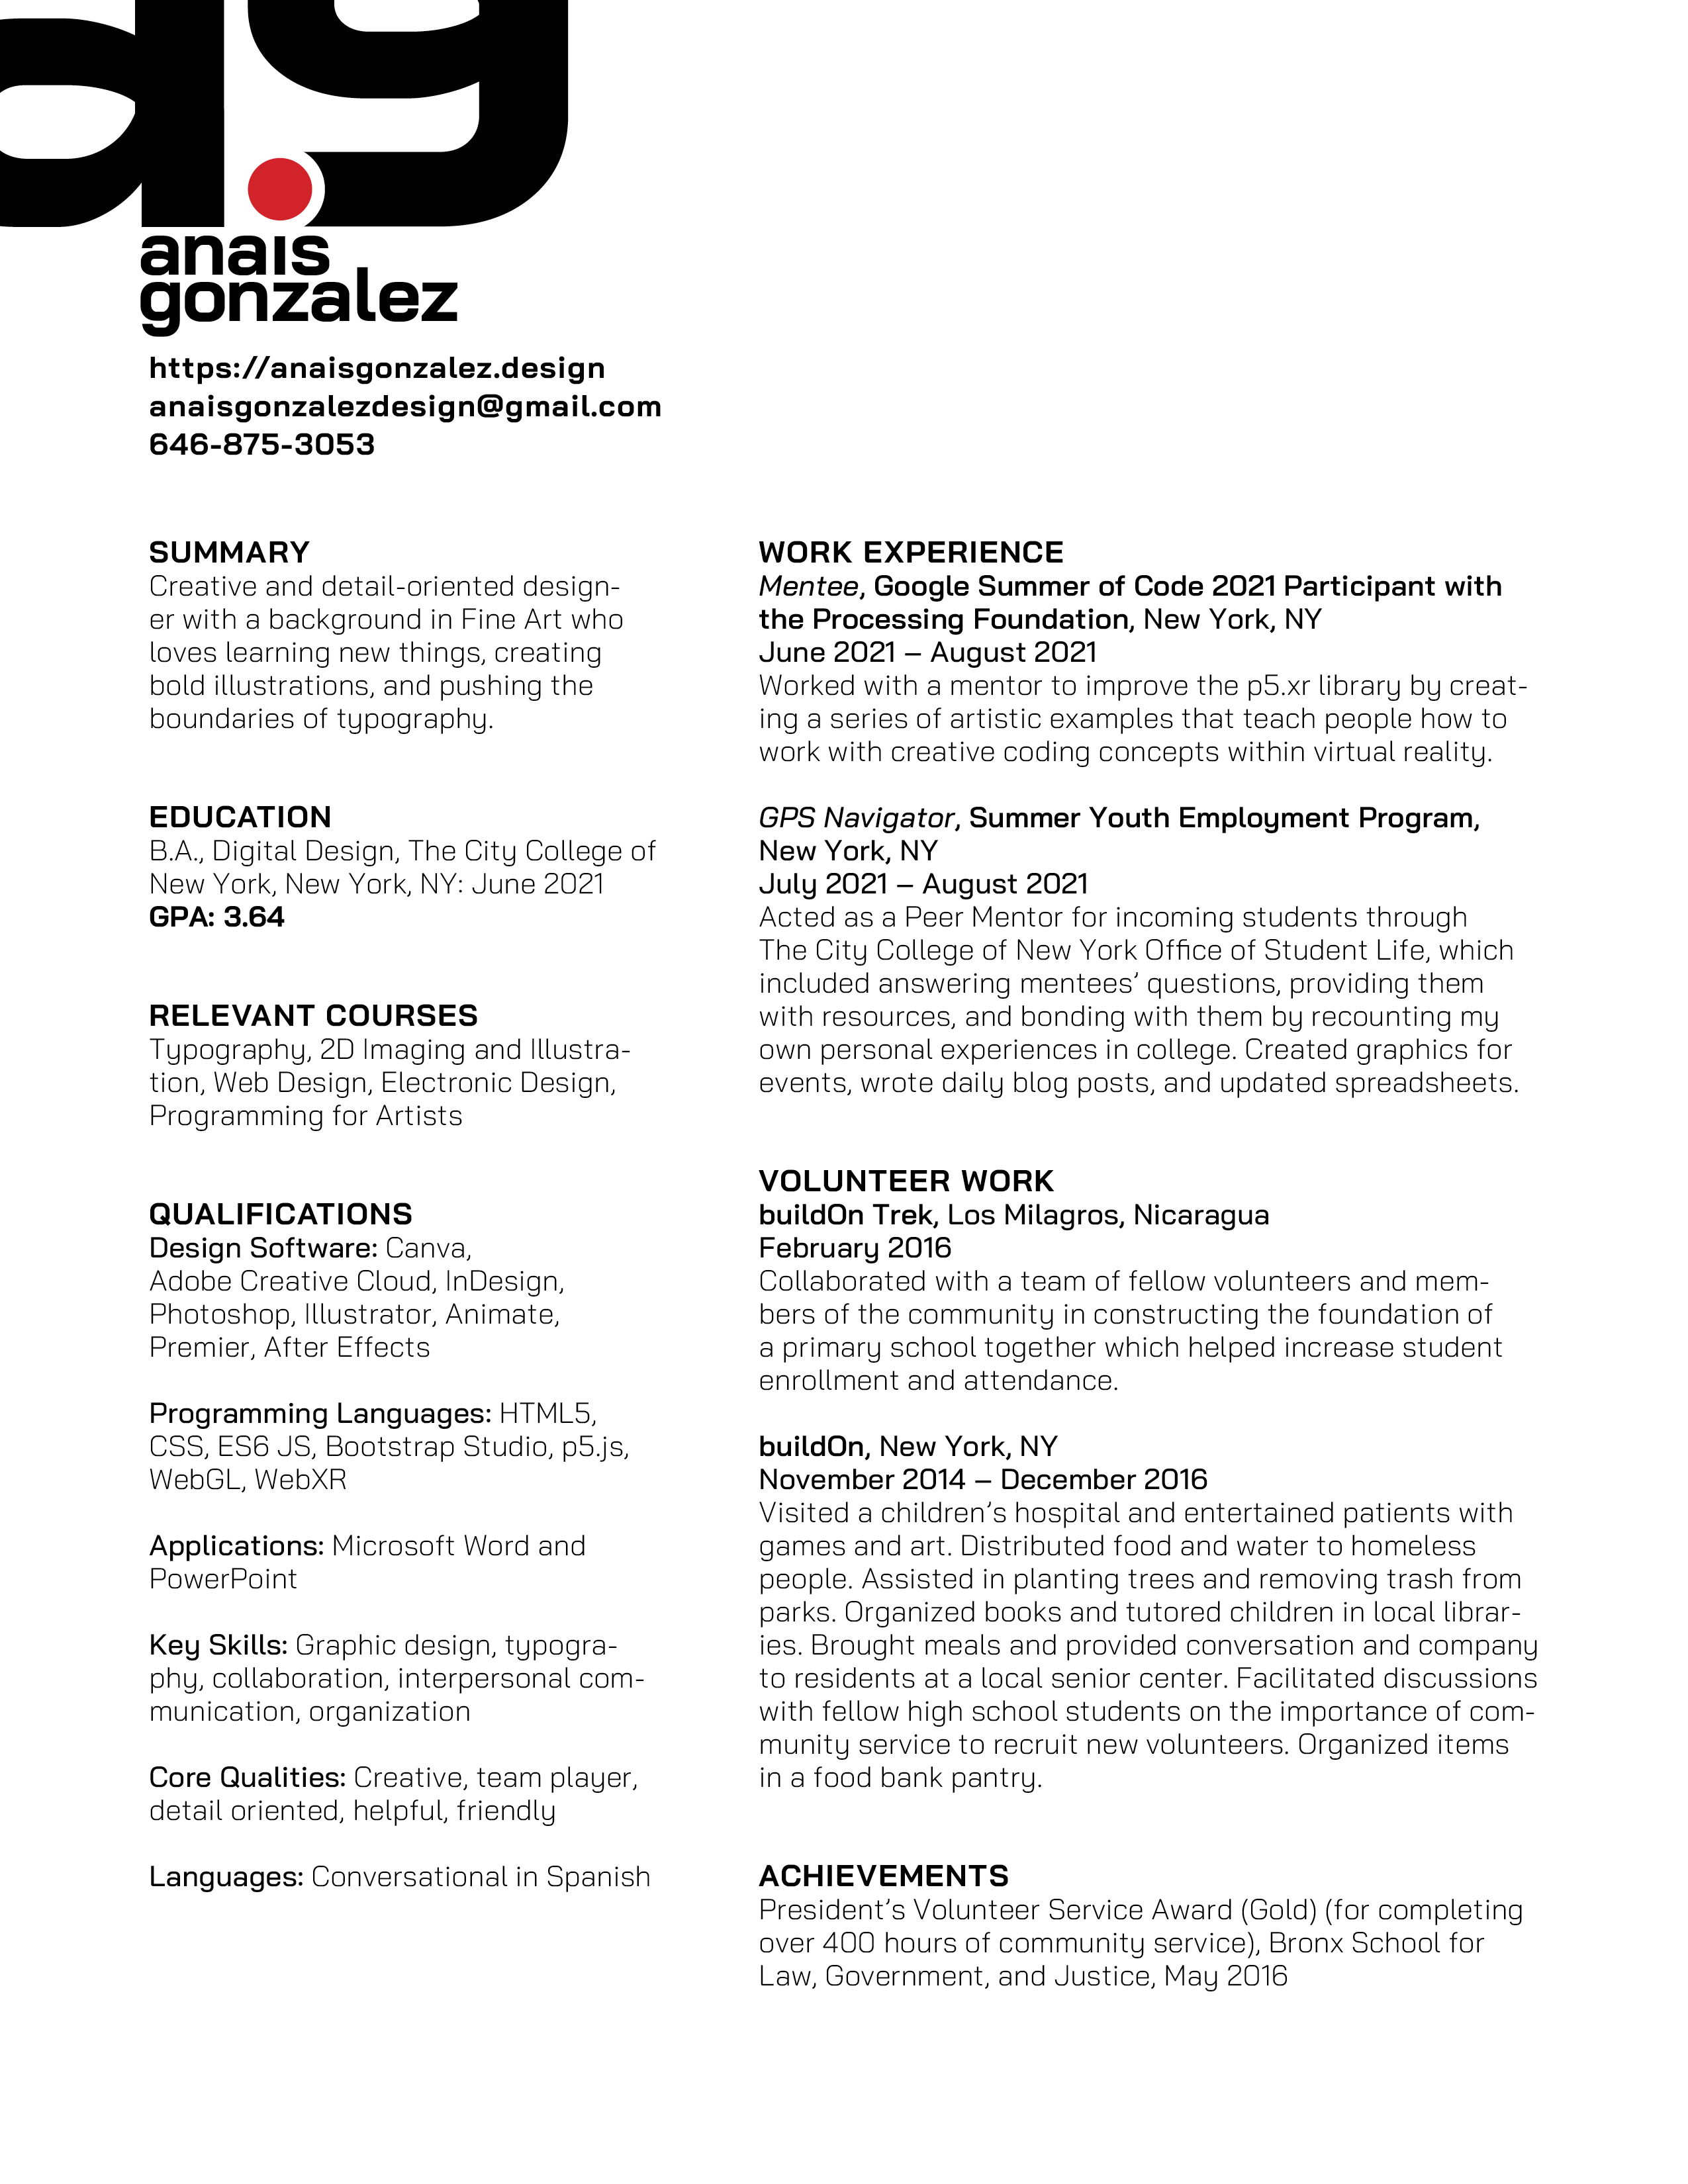 a.g
anais
gonzalez
https://anaisgonzalez.design
anaisgonzalezdesign@gmail.com
646-875-3053
SUMMARY
Creative and detail-oriented design-
er with a background in Fine Art who
loves learning new things, creating
bold illustrations, and pushing the
boundaries of typography.
EDUCATION
B.A., Digital Design, The City College of
New York, New York, NY: June 2021
GPA: 3.64
RELEVANT COURSES
Typography, 2D Imaging and Illustra-
tion, Web Design, Electronic Design,
Programming for Artists
QUALIFICATIONS
Design Software: Canva,
Adobe Creative Cloud, InDesign,
Photoshop, Illustrator, Animate,
Premier, After Effects
Programming Languages: HTML5,
CSS, ES6 JS, Bootstrap Studio, p5.js,
WebGL, WebXR
Applications: Microsoft Word and
PowerPoint
Key Skills: Graphic design, typogra-
phy, collaboration, interpersonal com-
munication, organization
Core Qualities: Creative, team player,
detail oriented, helpful, friendly
Languages: Conversational in Spanish
WORK EXPERIENCE
Mentee, Google Summer of Code 2021 Participant with
the Processing Foundation, New York, NY
June 2021 – August 2021
Worked with a mentor to improve the p5.xr library by creat-
ing a series of artistic examples that teach people how to
work with creative coding concepts within virtual reality.
GPS Navigator, Summer Youth Employment Program,
New York, NY
July 2021 – August 2021
Acted as a Peer Mentor for incoming students through
The City College of New York Office of Student Life, which
included answering mentees’ questions, providing them
with resources, and bonding with them by recounting my
own personal experiences in college. Created graphics for
events, wrote daily blog posts, and updated spreadsheets.
VOLUNTEER WORK
buildOn Trek, Los Milagros, Nicaragua
February 2016
Collaborated with a team of fellow volunteers and mem-
bers of the community in constructing the foundation of
a primary school together which helped increase student
enrollment and attendance.
buildOn, New York, NY
November 2014 – December 2016
Visited a children’s hospital and entertained patients with
games and art. Distributed food and water to homeless
people. Assisted in planting trees and removing trash from
parks. Organized books and tutored children in local librar-
ies. Brought meals and provided conversation and company
to residents at a local senior center. Facilitated discussions
with fellow high school students on the importance of com-
munity service to recruit new volunteers. Organized items
in a food bank pantry.
ACHIEVEMENTS
President’s Volunteer Service Award (Gold) (for completing
over 400 hours of community service), Bronx School for
Law, Government, and Justice, May 2016